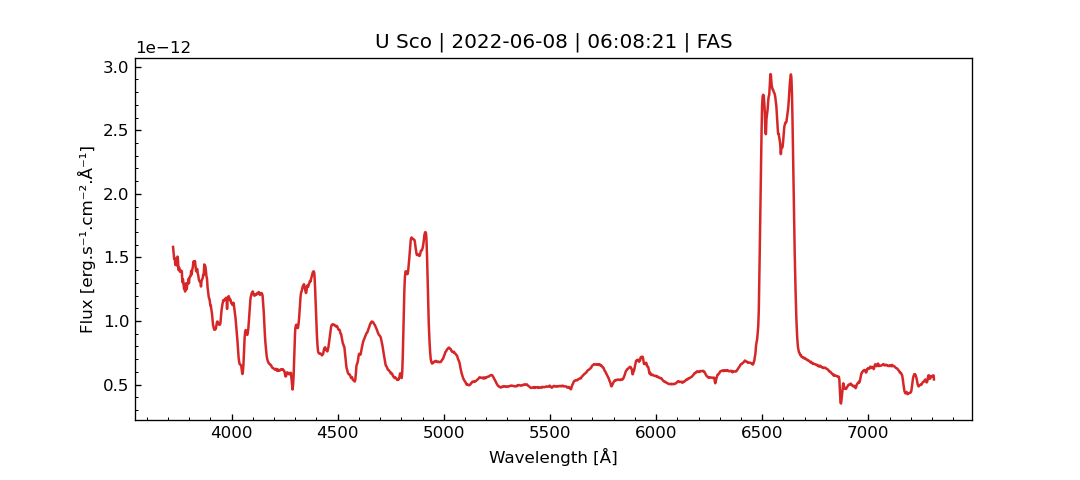 U Sco | 2022-06-08 | 06:08:21 | FAS
1e−12
3.0
2.5
2.0
1.5
1.0
0.5
Flux [erg.s⁻¹.cm⁻².Å⁻¹]
4000 4500 5000 5500 6000 6500 7000
Wavelength [Å]